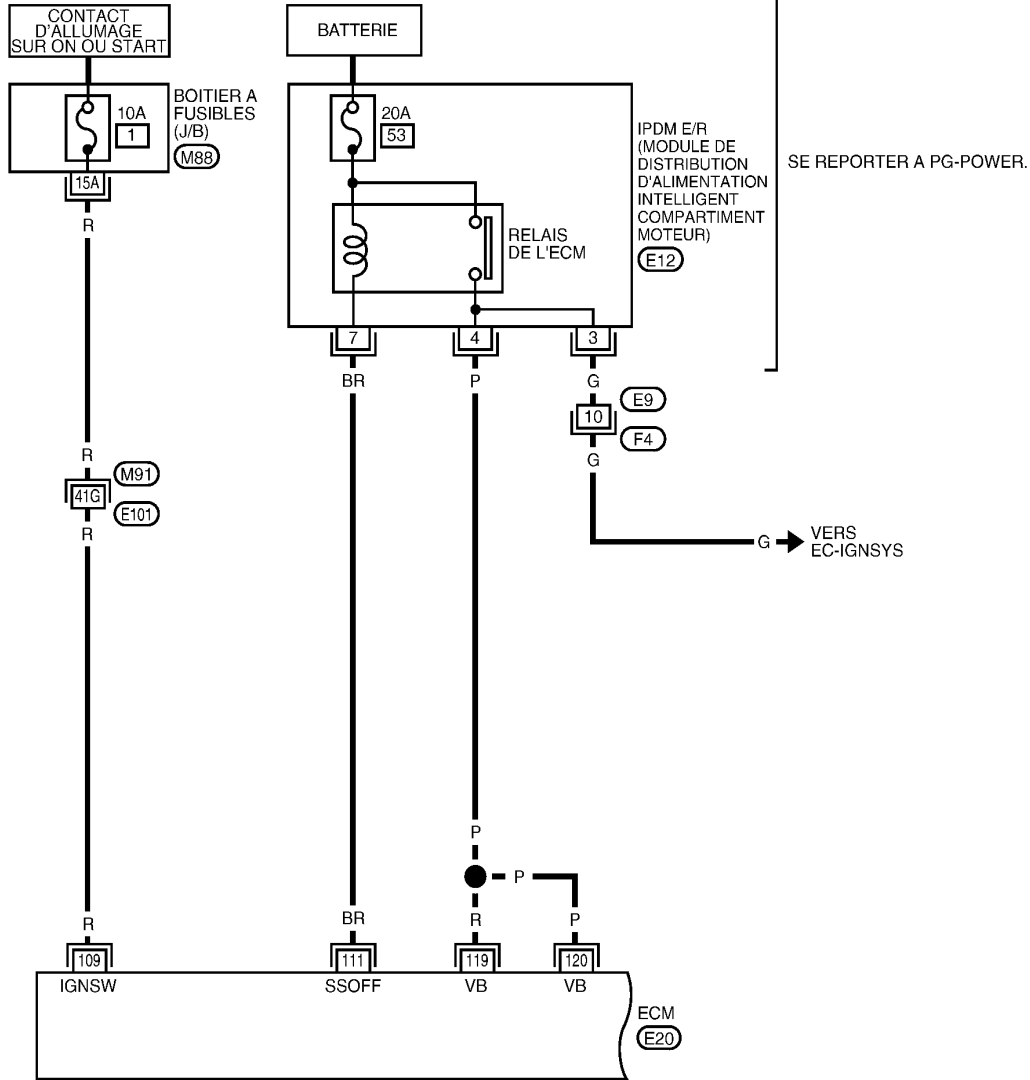 CONTACT
D'ALLUMAGE
SUR ON OU START
BATTERIE
10A
1
BOITIER A
FUSIBLES
(J/B)
M88
15A
R
20A
53
RELAIS
DE L'ECM
IPDM E/R
(MODULE DE
DISTRIBUTION
D'ALIMENTATION
INTELLIGENT
COMPARTIMENT
MOTEUR)
E12
SE REPORTER A PG-POWER.
7
4
3
BR
P
G
10
E9
F4
G
R
41G
M91
E101
R
G
VERS
EC-IGNSYS
P
P
R
BR
R
P
109
111
119
120
IGNSW
SSOFF
VB
VB
ECM
E20